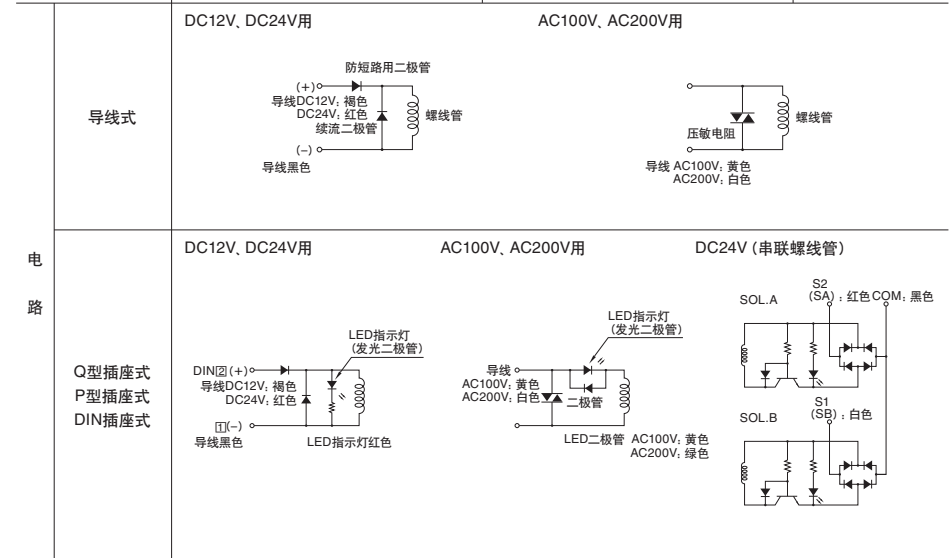 电
路
导线式
DC12V、DC24V用
防短路用二极管
(+)
导线DC12V：褐色
DC24V：红色
续流二极管
螺线管
(−)
导线黑色
AC100V、AC200V用
压敏电阻
螺线管
导线 AC100V：黄色
AC200V：白色
Q型插座式
P型插座式
DIN插座式
DC12V、DC24V用
LED指示灯
（发光二极管）
DIN2 (+)
导线DC12V：褐色
DC24V：红色
1(−)
导线黑色
LED指示灯红色
AC100V、AC200V用
LED指示灯
（发光二极管）
导线
AC100V：黄色
AC200V：白色
二极管
LED二极管 AC100V：黄色
AC200V：绿色
DC24V（串联螺线管）
SOL.A
S2
(SA)：红色 COM：黑色
SOL.B
S1
(SB)：白色